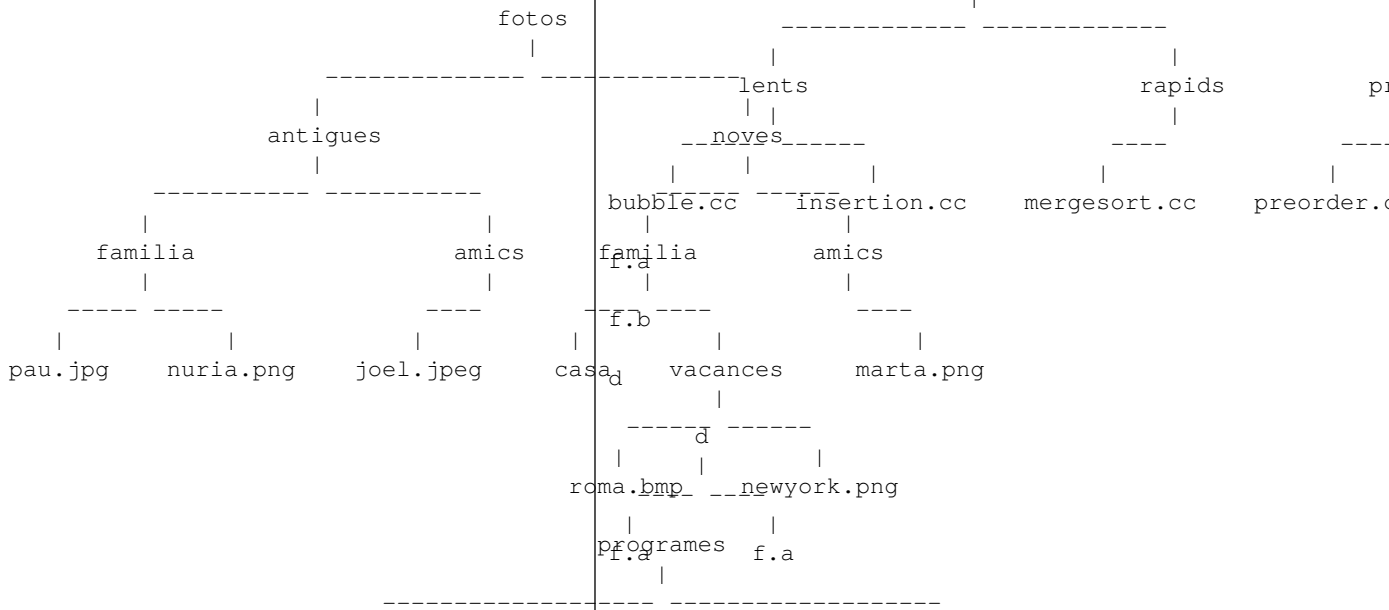 fotos
lents rapids
antigues noves
bubble.cc insertion.cc mergesort.cc
familia amics familia amics
f.a
f.b
pau.jpg nuria.png joel.jpeg casa vacances marta.png
d
d
roma.bmp newyork.png
programes
f.a f.a